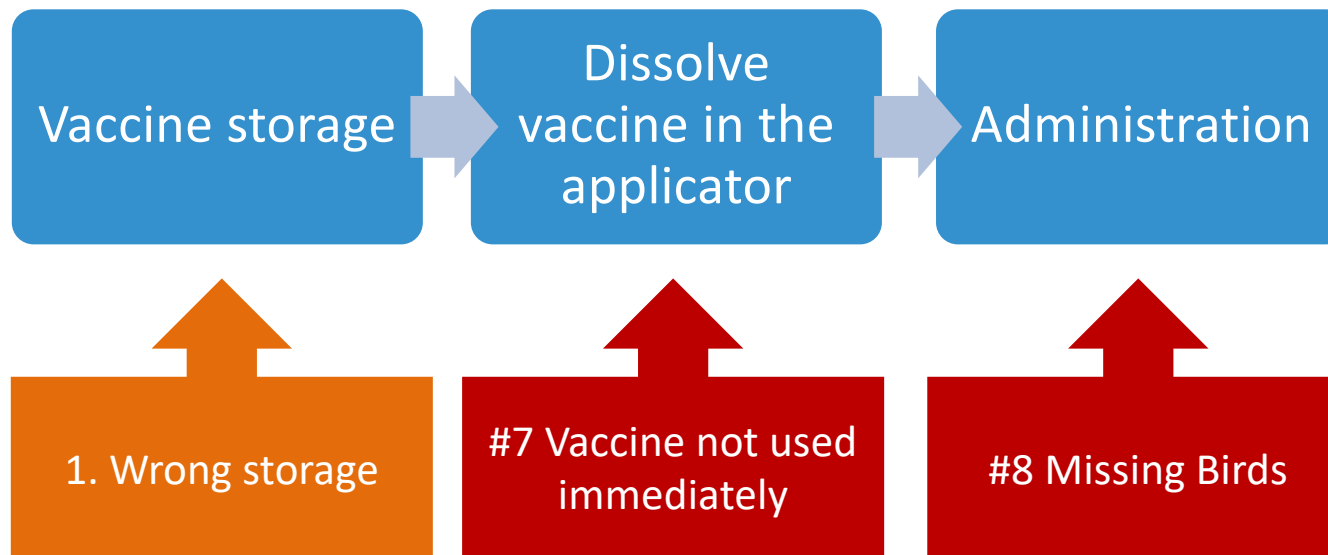 Vaccine storage
Dissolve
vaccine in the
applicator
Administration
1. Wrong storage
#7 Vaccine not used
immediately
#8 Missing Birds